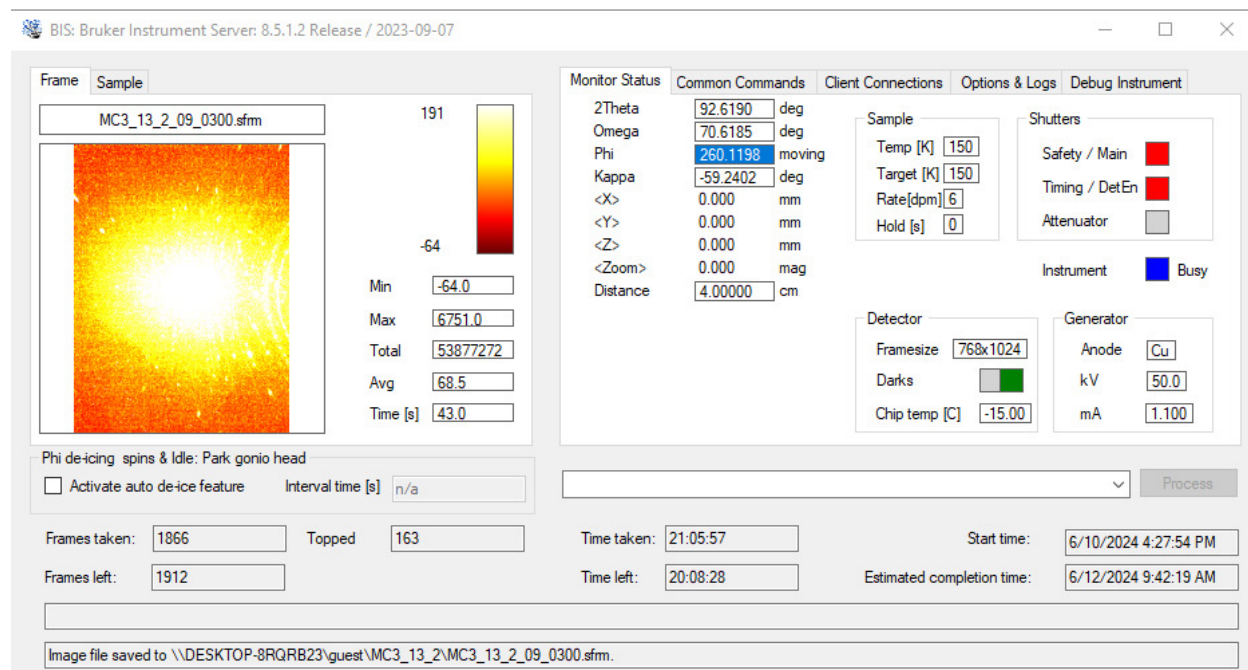 BIS: Bruker Instrument Server: 8.5.1.2 Release / 2023-09-07
Frame Sample
MC3_13_2_09_0300.sfrm
191
-64
Min -64.0
Max 6751.0
Total 53877272
Avg 68.5
Time [s] 43.0
Monitor Status Common Commands Client Connections Options & Logs Debug Instrument
2Theta 92.6190 deg
Omega 70.6185 deg
Phi 260.1198 moving
Kappa -59.2402 deg
<X> 0.000 mm
<Y> 0.000 mm
<Z> 0.000 mm
<Zoom> 0.000 mag
Distance 4.00000 cm
Sample
Temp [K] 150
Target [K] 150
Rate[dpm] 6
Hold [s] 0
Shutters
Safety / Main
Timing / DetEn
Attenuator
Instrument Busy
Detector
Framesize 768x1024
Darks
Chip temp [C] -15.00
Generator
Anode Cu
kV 50.0
mA 1.100
Phi de-icing spins & Idle: Park gonio head
Activate auto de-ice feature Interval time [s] n/a
Process
Frames taken: 1866 Topped 163 Time taken: 21:05:57 Start time: 6/10/2024 4:27:54 PM
Frames left: 1912 Time left: 20:08:28 Estimated completion time: 6/12/2024 9:42:19 AM
Image file saved to \\DESKTOP-8RQRB23\guest\MC3_13_2\MC3_13_2_09_0300.sfrm.